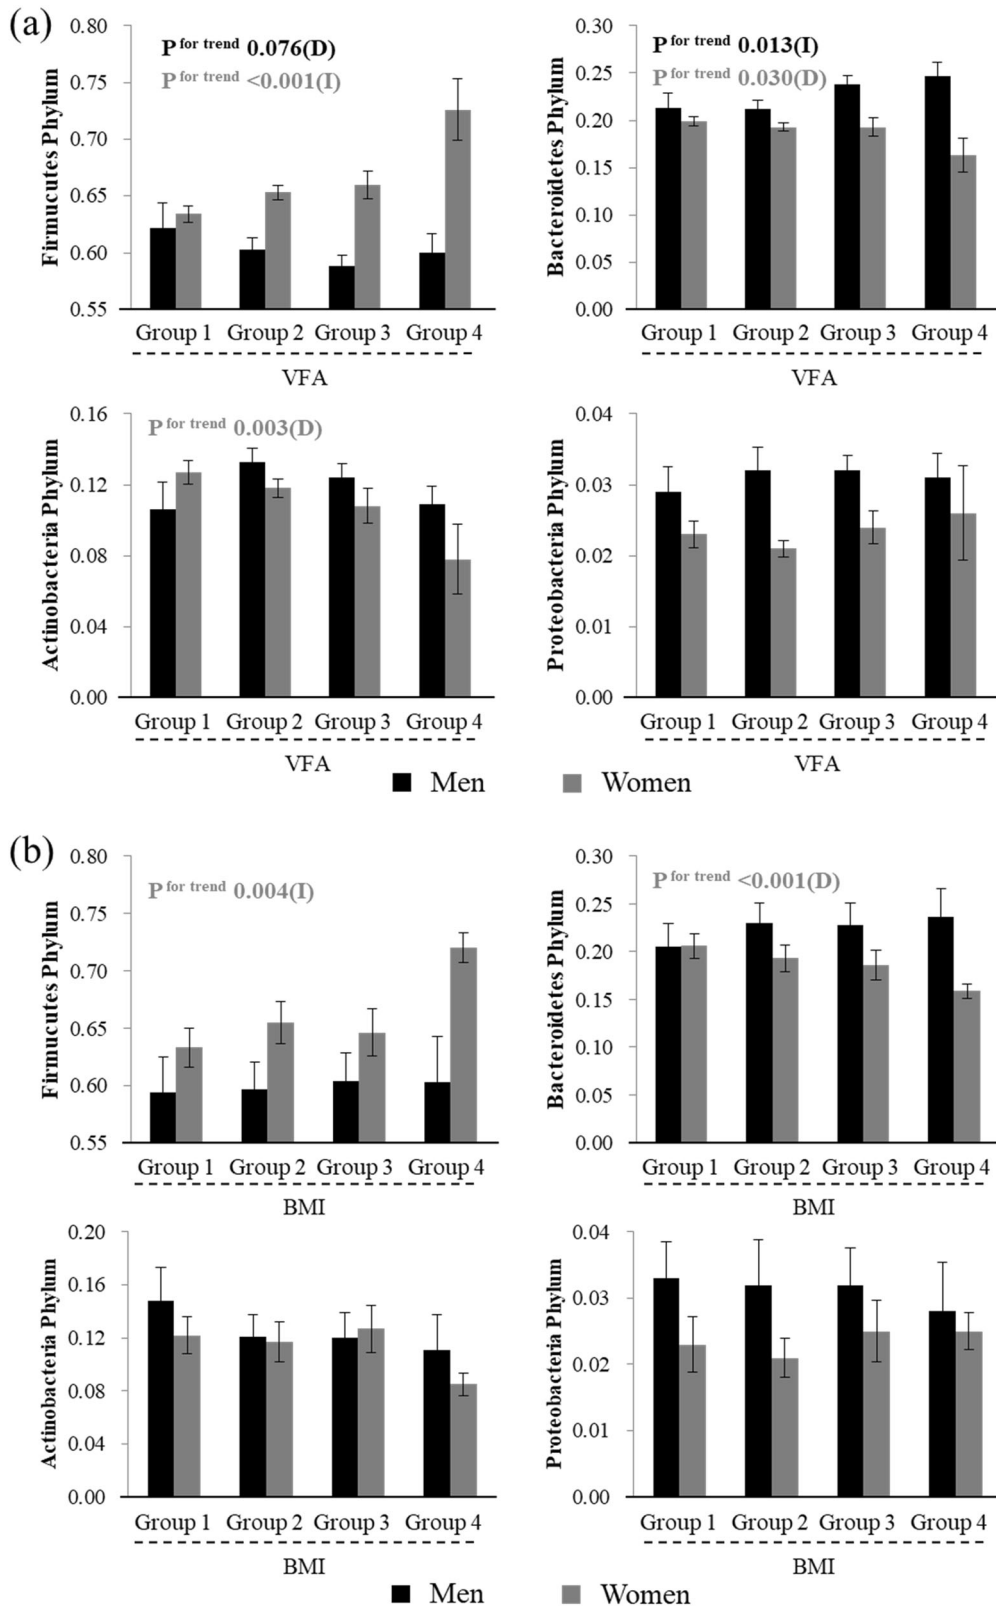 (a)
0.80
0.75
0.70
0.65
0.60
0.55
Firmucutes Phylum
P for trend 0.076(D)
P for trend <0.001(I)
Group 1 Group 2 Group 3 Group 4
VFA
0.30
0.25
0.20
0.15
0.10
0.05
0.00
Bacteroidetes Phylum
P for trend 0.013(I)
P for trend 0.030(D)
Group 1 Group 2 Group 3 Group 4
VFA
0.16
0.12
0.08
0.04
0.00
Actinobacteria Phylum
P for trend 0.003(D)
Group 1 Group 2 Group 3 Group 4
VFA
0.04
0.03
0.02
0.01
0.00
Proteobacteria Phylum
Group 1 Group 2 Group 3 Group 4
VFA
Men Women
(b)
0.80
0.75
0.70
0.65
0.60
0.55
Firmucutes Phylum
P for trend 0.004(I)
Group 1 Group 2 Group 3 Group 4
BMI
0.30
0.25
0.20
0.15
0.10
0.05
0.00
Bacteroidetes Phylum
P for trend <0.001(D)
Group 1 Group 2 Group 3 Group 4
BMI
0.20
0.16
0.12
0.08
0.04
0.00
Actinobacteria Phylum
Group 1 Group 2 Group 3 Group 4
BMI
0.04
0.03
0.02
0.01
0.00
Proteobacteria Phylum
Group 1 Group 2 Group 3 Group 4
BMI
Men Women